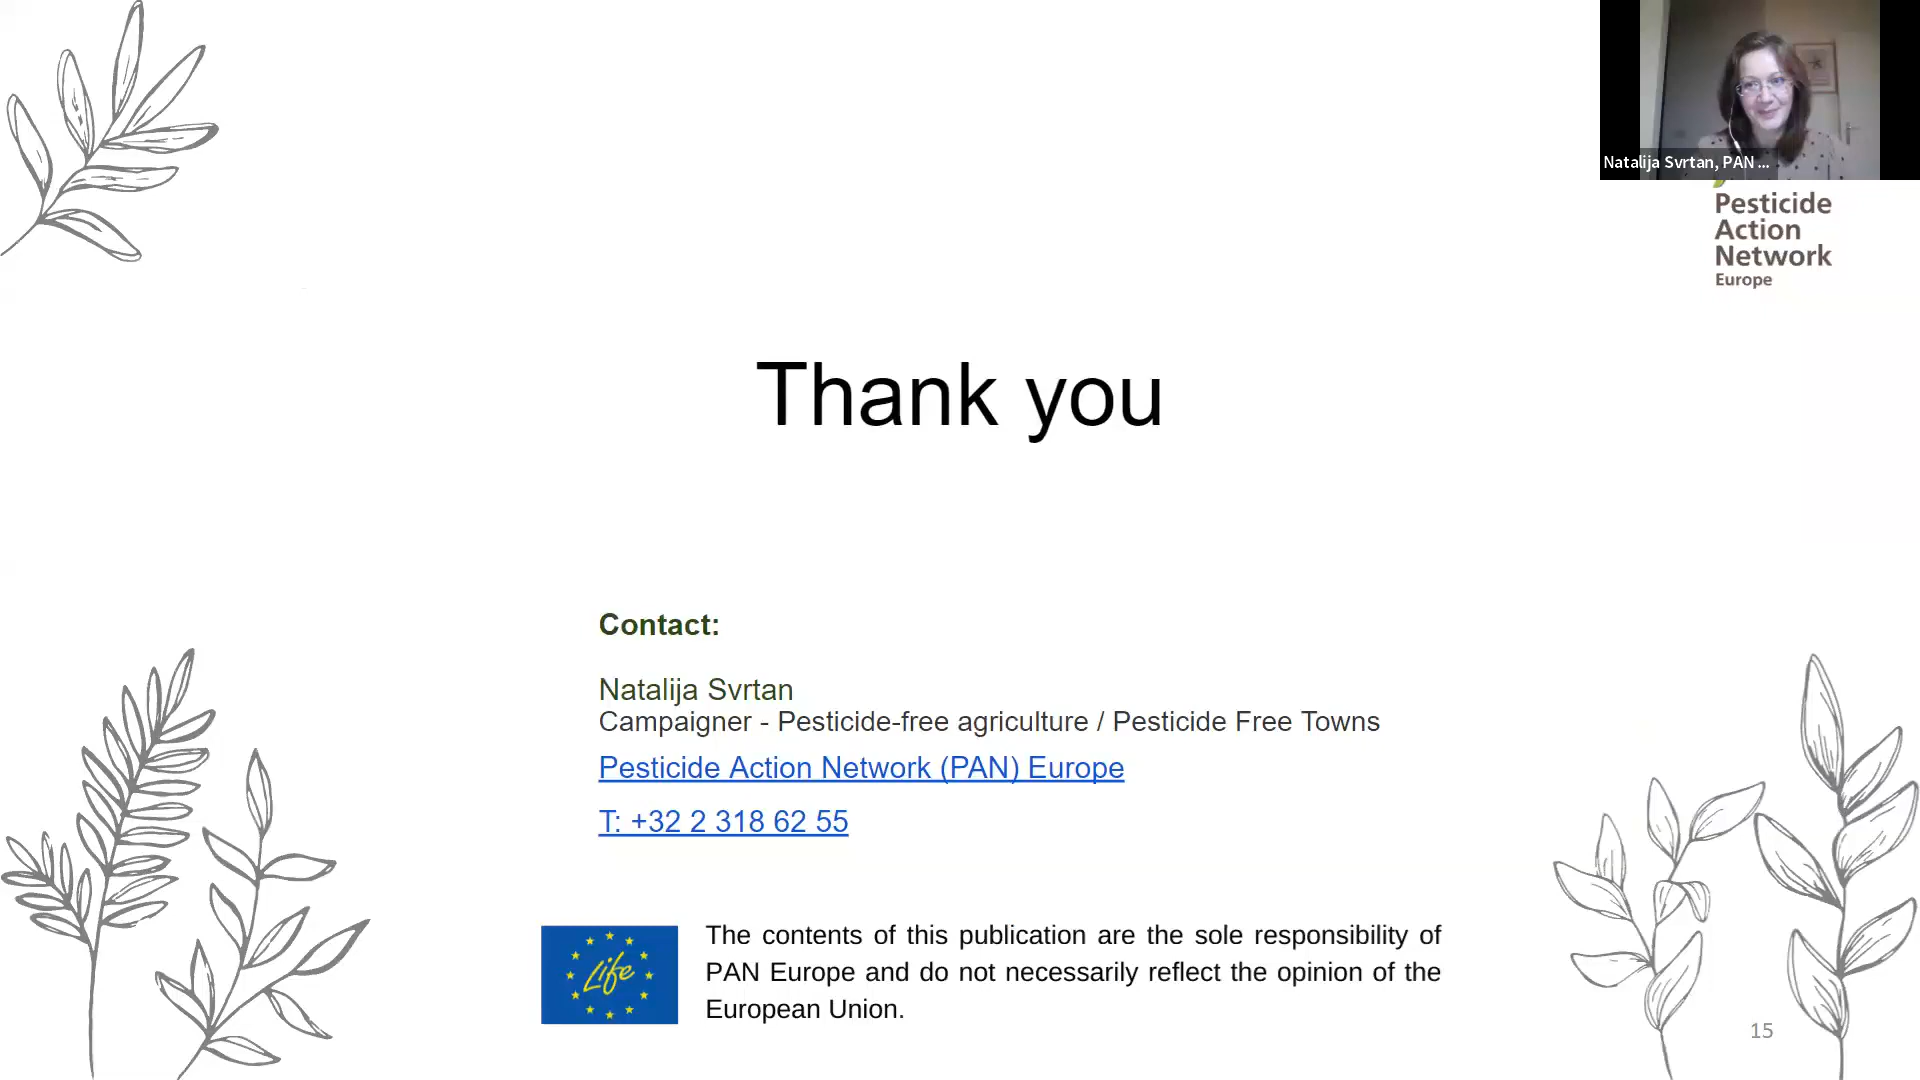 Natalija Svrtan, PAN ...
Pesticide
Action
Network
Europe
Thank you
Contact:
Natalija Svrtan
Campaigner - Pesticide-free agriculture / Pesticide Free Towns
Pesticide Action Network (PAN) Europe
T: +32 2 318 62 55
Life
The contents of this publication are the sole responsibility of
PAN Europe and do not necessarily reflect the opinion of the
European Union.
15